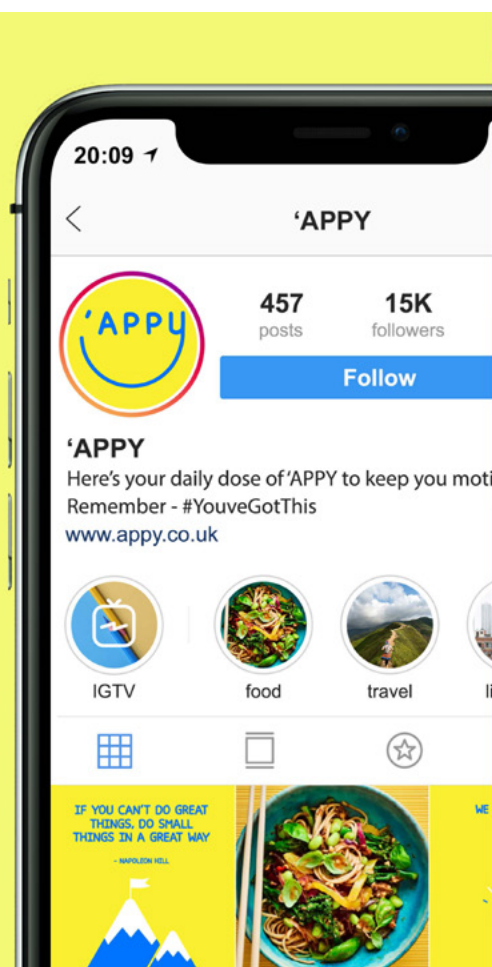 20:09
‘APPY
'APPY
457
posts
15K
followers
Follow
‘APPY
Here’s your daily dose of ‘APPY to keep you moti
Remember - #YouveGotThis
www.appy.co.uk
IGTV
food
travel
li
IF YOU CAN'T DO GREAT
THINGS, DO SMALL
THINGS IN A GREAT WAY
- NAPOLEON HILL
WE